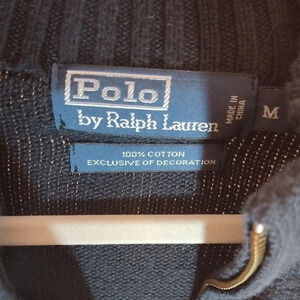 Polo
by Ralph Lauren
MADE IN
CHINA
M
100% COTTON
EXCLUSIVE OF DECORATION